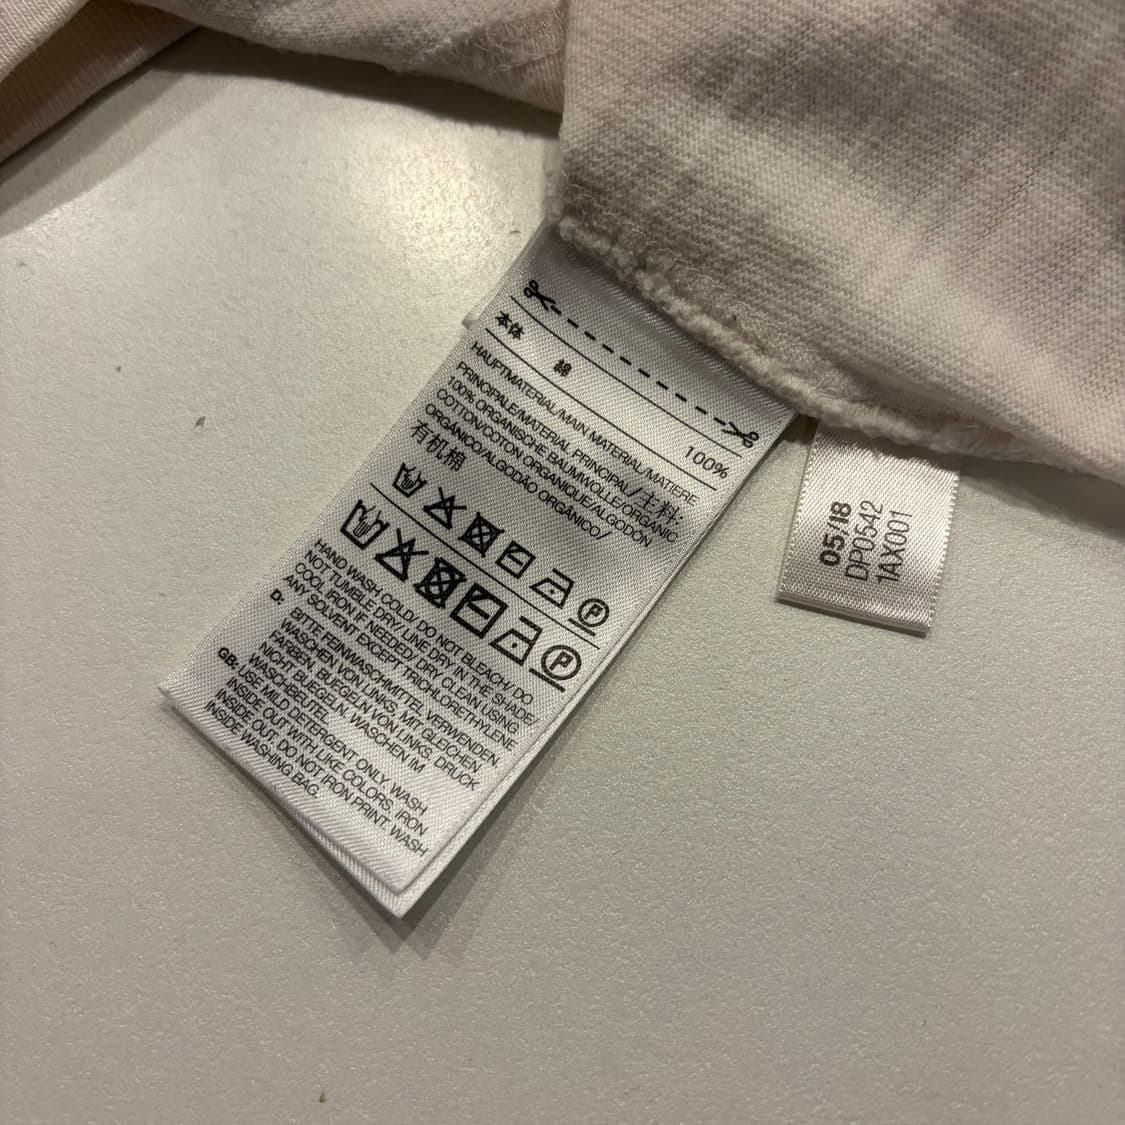 本体 綿 100%
HAUPTMATERIAL/MAIN MATERIAL/MATIERE
PRINCIPALE/MATERIAL PRINCIPAL/主料:
100% ORGANISCHE BAUMWOLLE/ORGANIC
COTTON/COTON ORGANIQUE/ALGODÓN
ORGÁNICO/ALGODÃO ORGÂNICO/
有机棉
P
P
HAND WASH COLD/ DO NOT BLEACH/ DO
NOT TUMBLE DRY/ LINE DRY IN THE SHADE/
COOL IRON IF NEEDED/ DRY CLEAN USING
ANY SOLVENT EXCEPT TRICHLORETHYLENE
D: BITTE FEINWASCHMITTEL VERWENDEN.
WASCHEN VON LINKS, MIT GLEICHEN
FARBEN. BUEGELN VON LINKS. DRUCK
NICHT BUEGELN. WASCHEN IM
WASCHBEUTEL.
GB: USE MILD DETERGENT ONLY. WASH
INSIDE OUT WITH LIKE COLORS. IRON
INSIDE OUT. DO NOT IRON PRINT. WASH
INSIDE WASHING BAG.
05/18
DP0542
1AX001